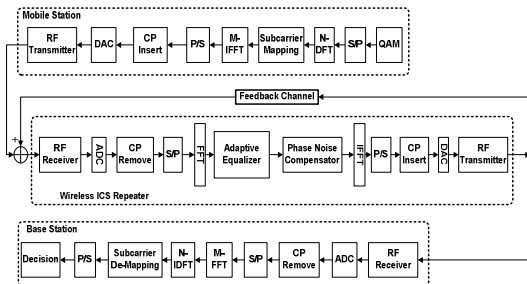 Mobile Station
RF
Transmitter
DAC
CP
Insert
P/S
M-
IFFT
Subcarrier
Mapping
N-
DFT
S/P
QAM
Feedback Channel
+
RF
Receiver
ADC
CP
Remove
S/P
FFT
Adaptive
Equalizer
Phase Noise
Compensator
IFFT
P/S
CP
Insert
DAC
RF
Transmitter
Wireless ICS Repeater
Base Station
Decision
P/S
Subcarrier
De-Mapping
N-
IDFT
M-
FFT
S/P
CP
Remove
ADC
RF
Receiver